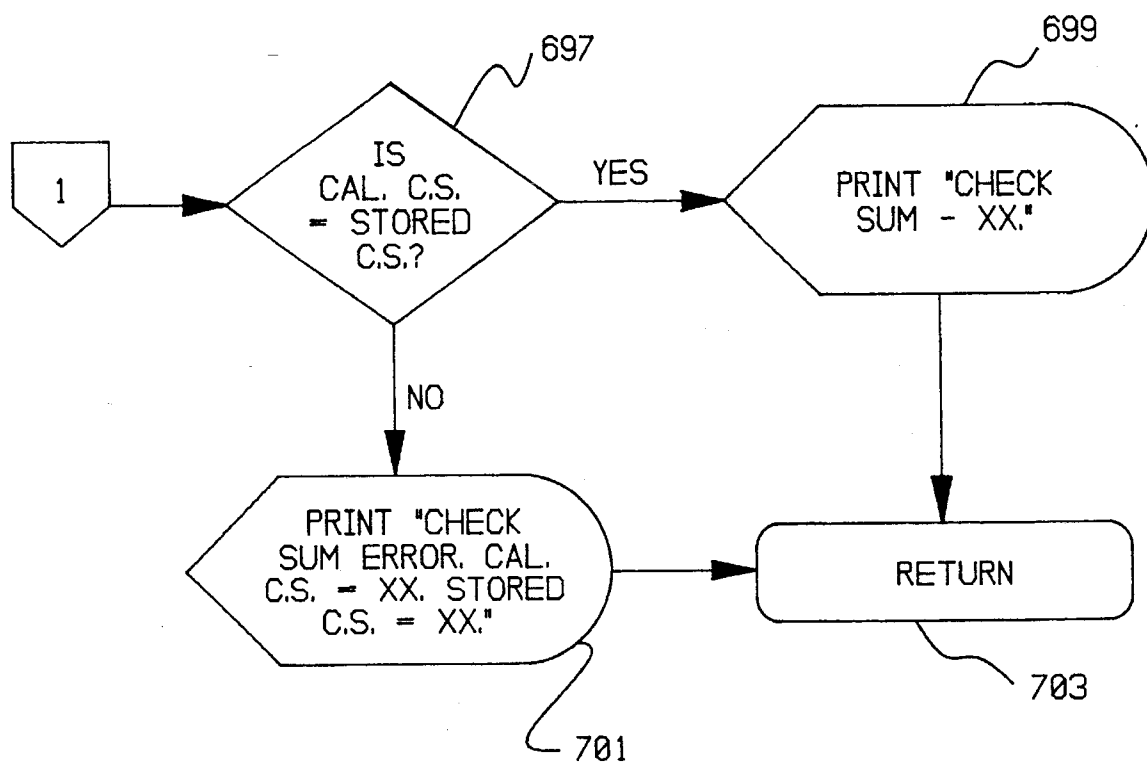 697
699
1
IS
CAL. C.S.
= STORED
C.S.?
YES
PRINT "CHECK
SUM - XX."
NO
PRINT "CHECK
SUM ERROR. CAL.
C.S. = XX. STORED
C.S. = XX."
RETURN
703
701